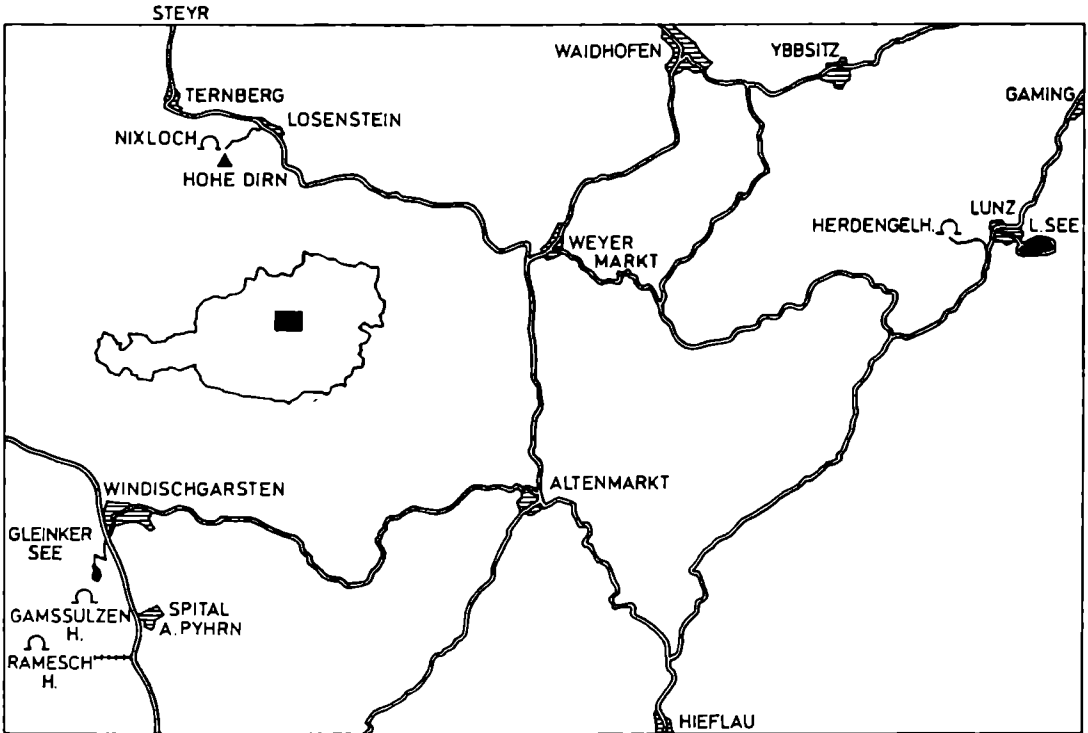 STEYR
WAIDHOFEN
YBBSITZ
TERNBERG
GAMING
LOSENSTEIN
NIXLOCH
HOHE DIRN
LUNZ
HERDENGELH.
L. SEE
WEYER
MARKT
WINDISCHGARSTEN
ALTENMARKT
GLEINKER
SEE
GAMSSULZEN
H.
SPITAL
A. PYHRN
RAMESCH
H.
HIEFLAU